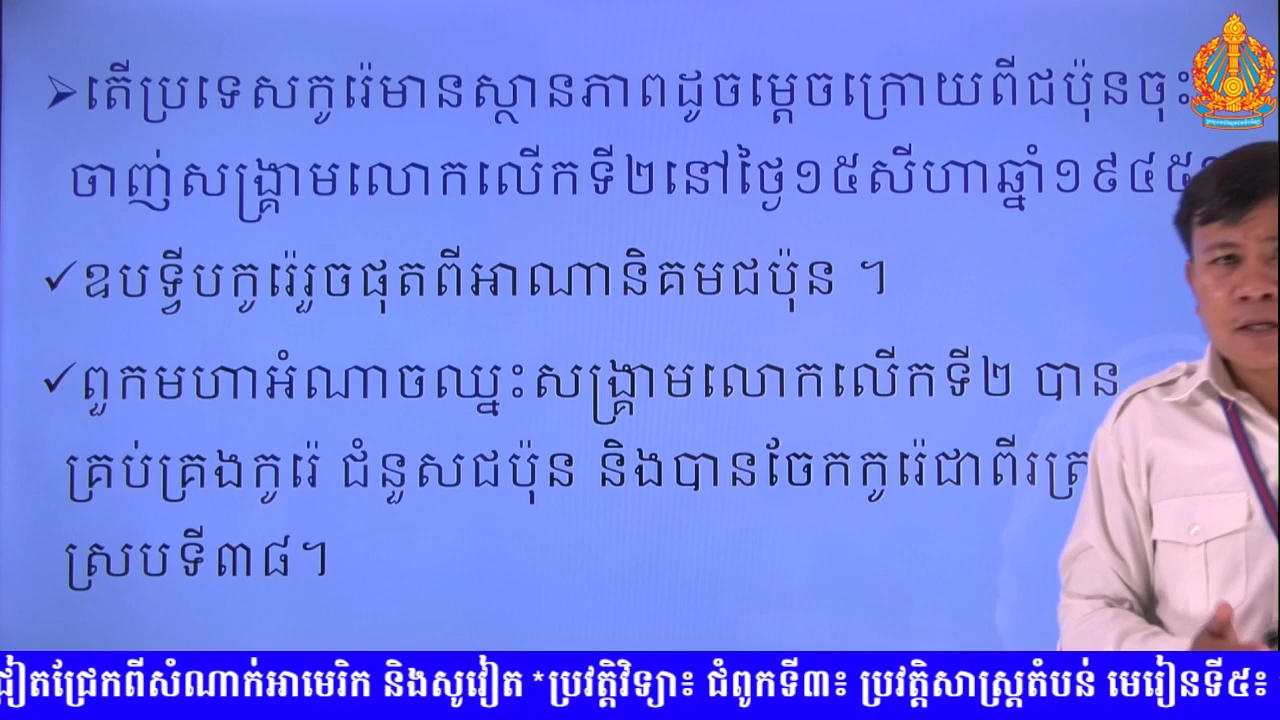 តើប្រទេសកូរ៉េមានស្ថានភាពដូចម្តេចក្រោយពីជប៉ុនចុះ
ចាញ់សង្គ្រាមលោកលើកទី២នៅថ្ងៃ១៥សីហាឆ្នាំ១៩៤៥
ឧបទ្វីបកូរ៉េរួចផុតពីអាណានិគមជប៉ុន ។
ពួកមហាអំណាចឈ្នះសង្គ្រាមលោកលើកទី២ បាន
គ្រប់គ្រងកូរ៉េ ជំនួសជប៉ុន និងបានចែកកូរ៉េជាពីរត្រ
ស្របទី៣៨។
ជ្រៀតជ្រែកពីសំណាក់អាមេរិក និងសូវៀត *ប្រវត្តិវិទ្យា៖ ជំពូកទី៣៖ ប្រវត្តិសាស្ត្រតំបន់ មេរៀនទី៥៖